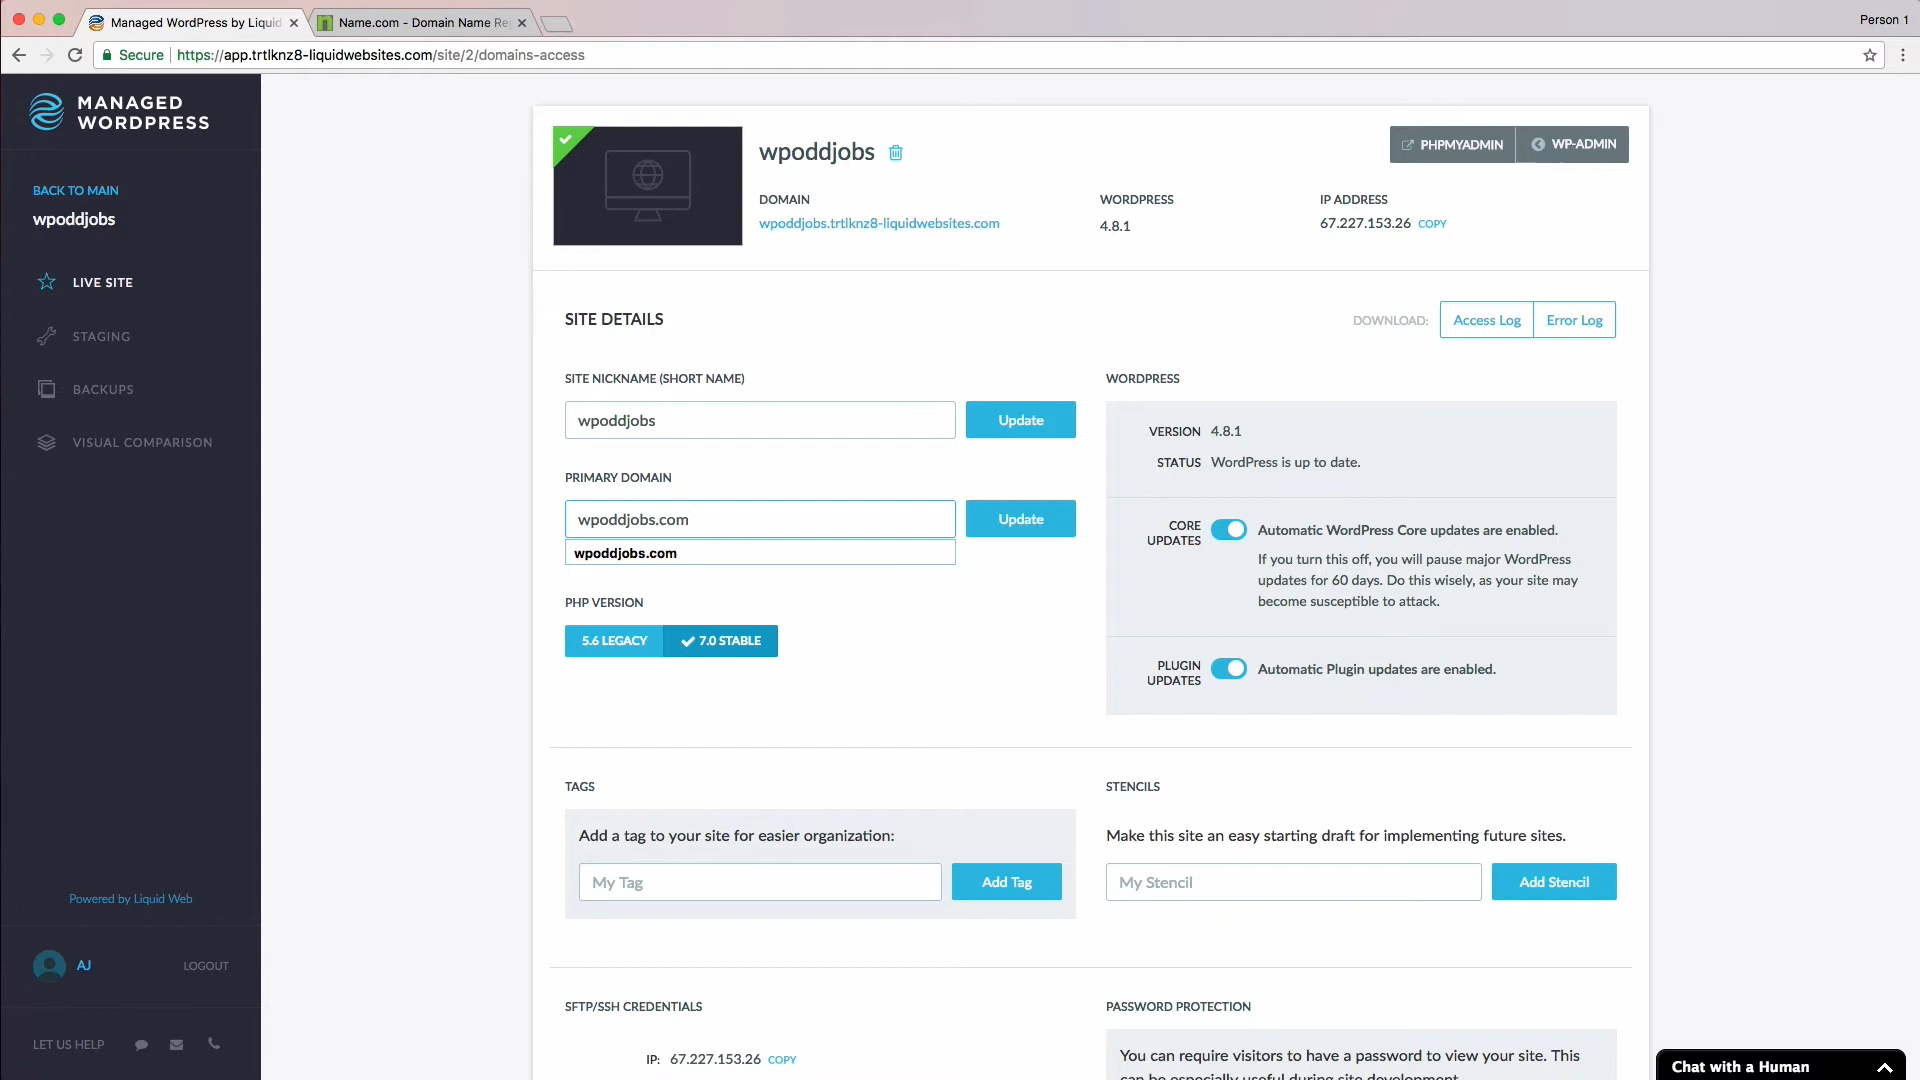 Managed WordPress by Liquid
Name.com - Domain Name Re
Person 1
Secure
https://app.trtlknz8-liquidwebsites.com/site/2/domains-access
MANAGED
WORDPRESS
BACK TO MAIN
wpoddjobs
LIVE SITE
STAGING
BACKUPS
VISUAL COMPARISON
Powered by Liquid Web
AJ
LOGOUT
LET US HELP
wpoddjobs
PHPMYADMIN
WP-ADMIN
DOMAIN
wpoddjobs.trtlknz8-liquidwebsites.com
WORDPRESS
4.8.1
IP ADDRESS
67.227.153.26 COPY
SITE DETAILS
DOWNLOAD:
Access Log
Error Log
SITE NICKNAME (SHORT NAME)
wpoddjobs
Update
PRIMARY DOMAIN
wpoddjobs.com
Update
wpoddjobs.com
PHP VERSION
5.6 LEGACY
7.0 STABLE
WORDPRESS
VERSION 4.8.1
STATUS WordPress is up to date.
CORE
UPDATES
Automatic WordPress Core updates are enabled.
If you turn this off, you will pause major WordPress
updates for 60 days. Do this wisely, as your site may
become susceptible to attack.
PLUGIN
UPDATES
Automatic Plugin updates are enabled.
TAGS
Add a tag to your site for easier organization:
My Tag
Add Tag
STENCILS
Make this site an easy starting draft for implementing future sites.
My Stencil
Add Stencil
SFTP/SSH CREDENTIALS
IP: 67.227.153.26 COPY
PASSWORD PROTECTION
You can require visitors to have a password to view your site. This
can be especially useful during site development.
Chat with a Human